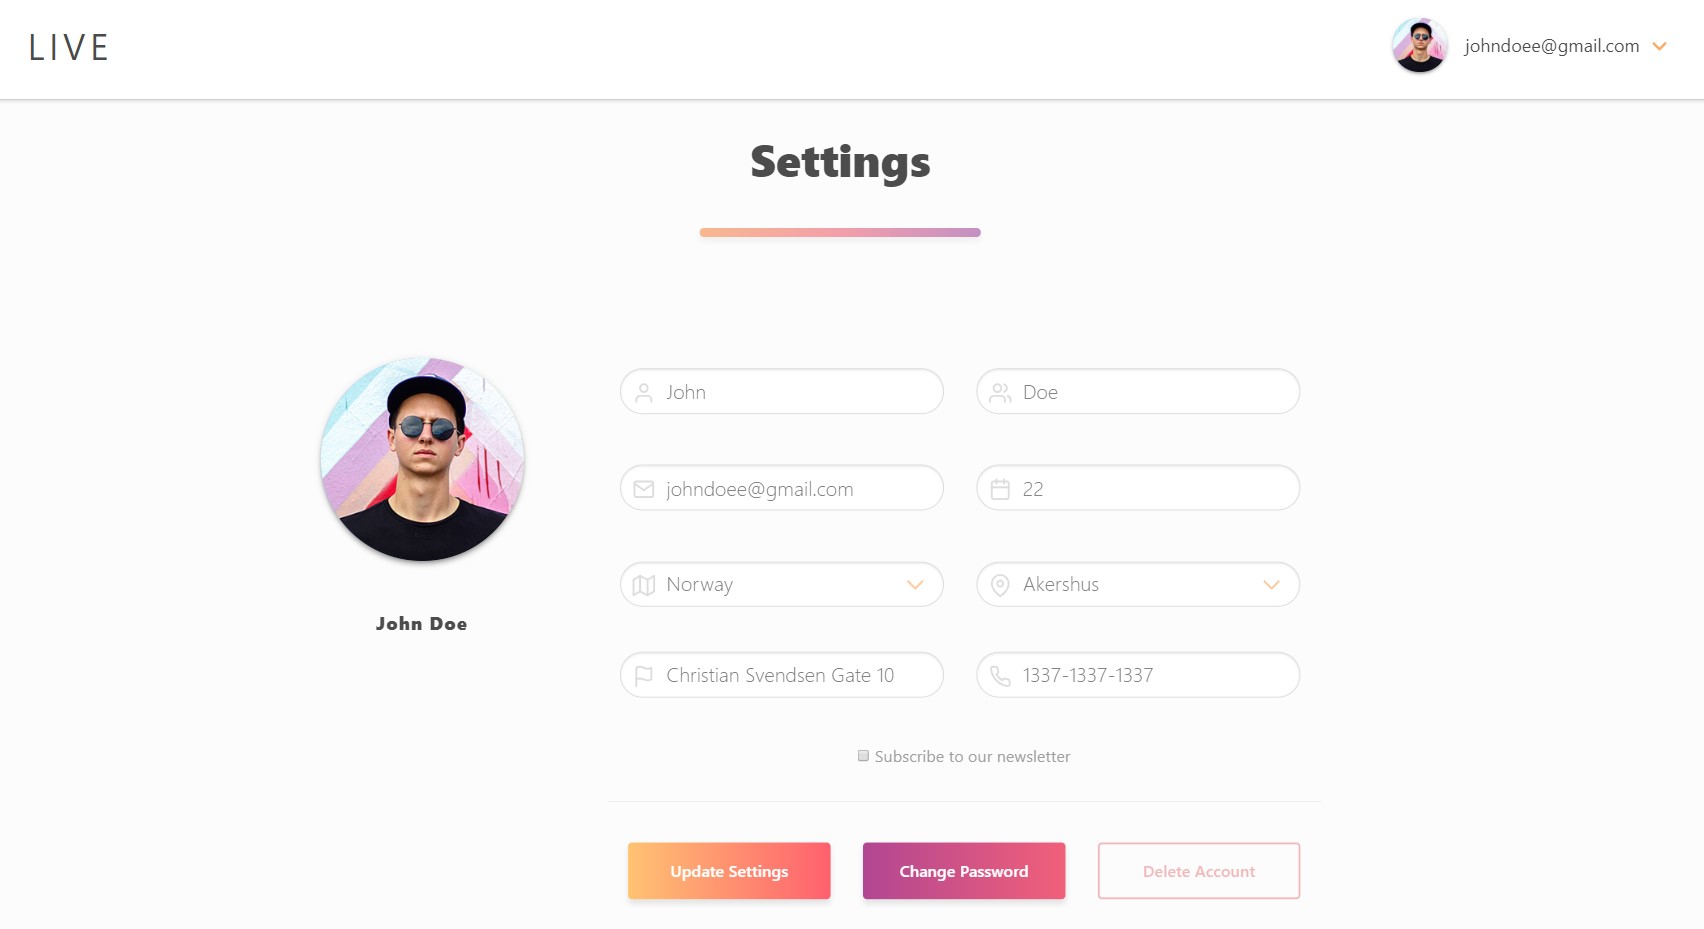 LIVE
johndoee@gmail.com
Settings
John
Doe
johndoee@gmail.com
22
Norway
Akershus
John Doe
Christian Svendsen Gate 10
1337-1337-1337
Subscribe to our newsletter
Update Settings
Change Password
Delete Account